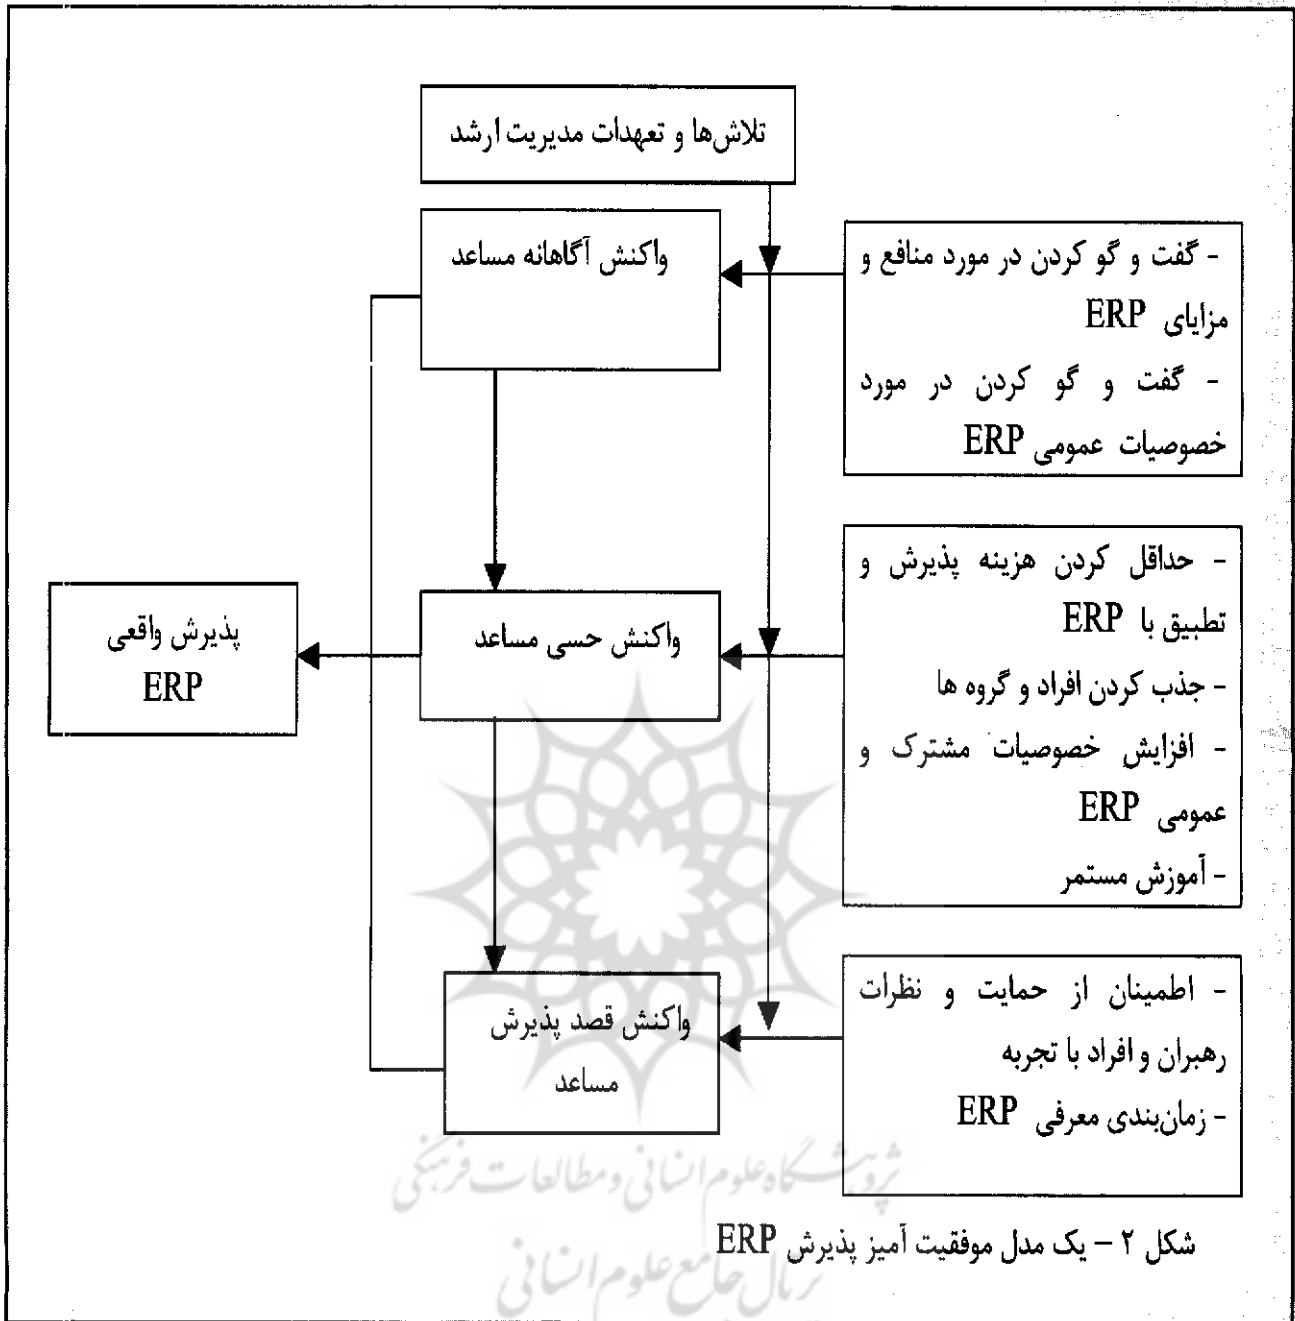 تلاش‌ها و تعهدات مدیریت ارشد
واکنش آگاهانه مساعد
- گفت و گو کردن در مورد منافع و
مزایای ERP
- گفت و گو کردن در مورد
خصوصیات عمومی ERP
- حداقل کردن هزینه پذیرش و
تطبیق با ERP
- جذب کردن افراد و گروه ها
- افزایش خصوصیات مشترک و
عمومی ERP
- آموزش مستمر
واکنش حسی مساعد
پذیرش واقعی
ERP
- اطمینان از حمایت و نظرات
رهبران و افراد با تجربه
- زمان‌بندی معرفی ERP
واکنش قصد پذیرش
مساعد
پژوهشگاه علوم انسانی و مطالعات فرهنگی
شکل ۲ – یک مدل موفقیت آمیز پذیرش ERP
پرتال جامع علوم انسانی